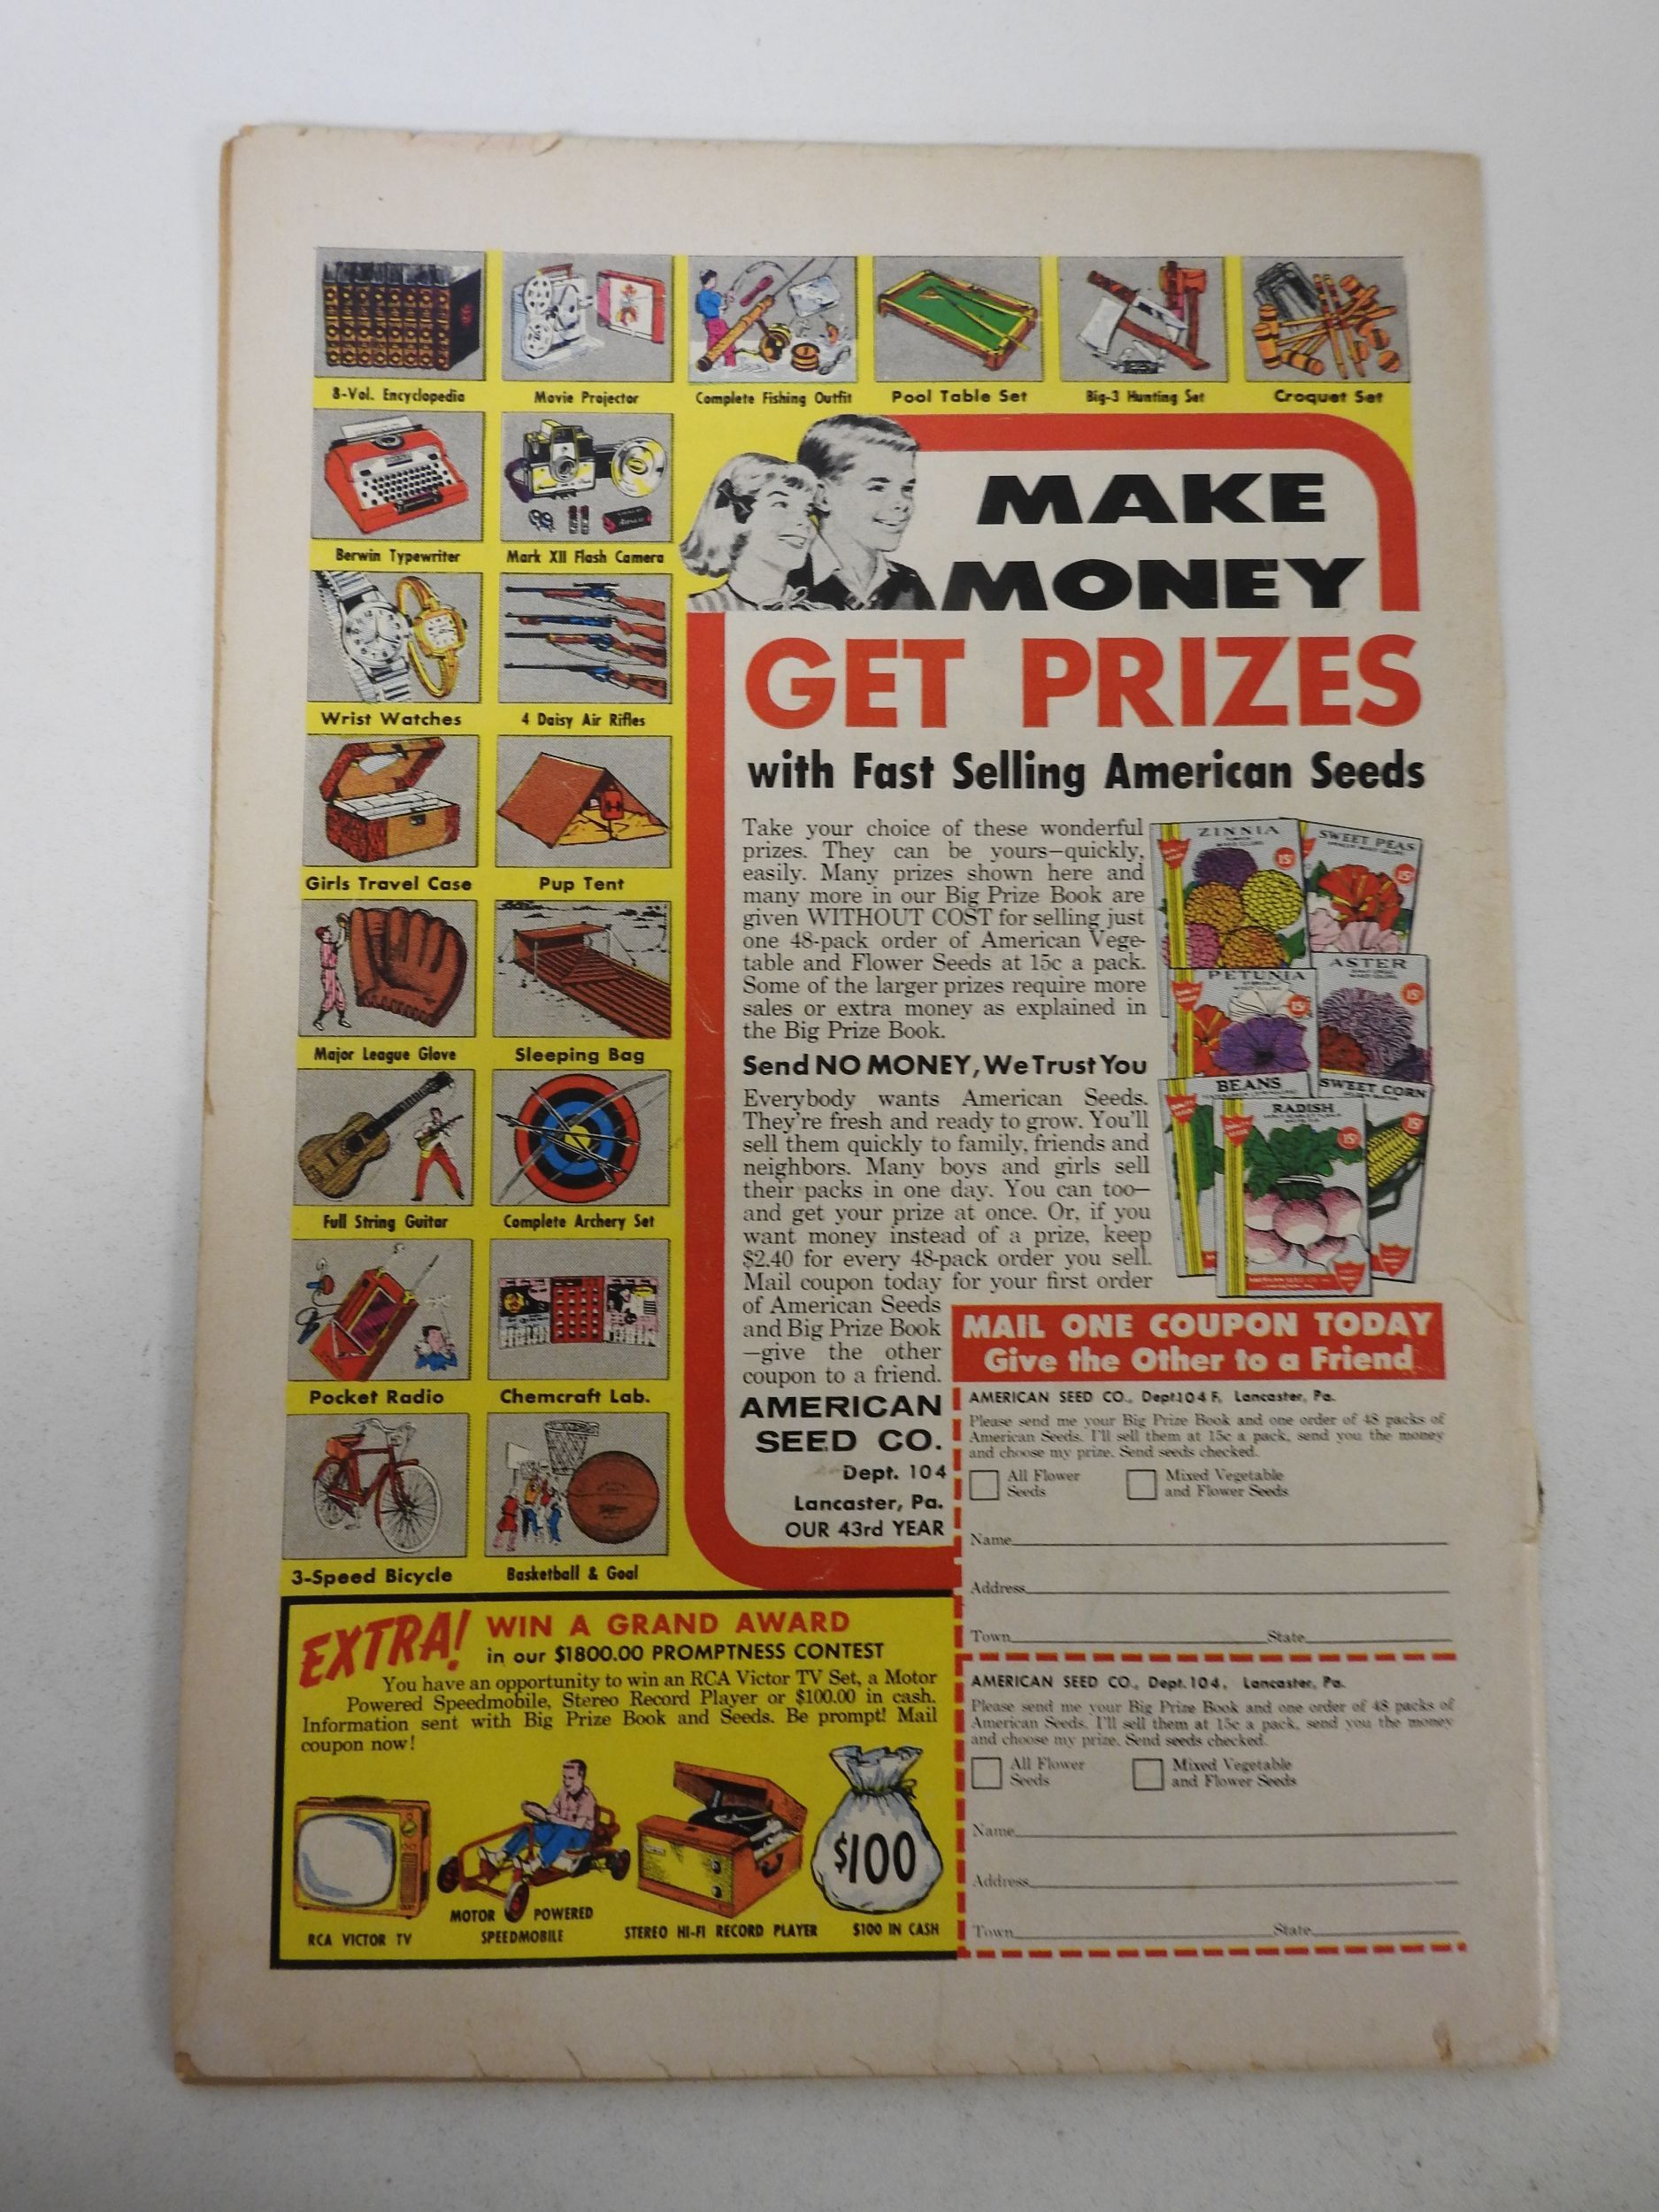 8-Vol. Encyclopedia
Movie Projector
Complete Fishing Outfit
Pool Table Set
Big-3 Hunting Set
Croquet Set
Berwin Typewriter
Mark XII Flash Camera
Wrist Watches
4 Daisy Air Rifles
Girls Travel Case
Pup Tent
Major League Glove
Sleeping Bag
Full String Guitar
Complete Archery Set
Pocket Radio
Chemcraft Lab.
3-Speed Bicycle
Basketball & Goal
MAKE
MONEY
GET PRIZES
with Fast Selling American Seeds
Take your choice of these wonderful
prizes. They can be yours—quickly,
easily. Many prizes shown here and
many more in our Big Prize Book are
given WITHOUT COST for selling just
one 48-pack order of American Vege-
table and Flower Seeds at 15c a pack.
Some of the larger prizes require more
sales or extra money as explained in
the Big Prize Book.
Send NO MONEY, We Trust You
Everybody wants American Seeds.
They're fresh and ready to grow. You'll
sell them quickly to family, friends and
neighbors. Many boys and girls sell
their packs in one day. You can too—
and get your prize at once. Or, if you
want money instead of a prize, keep
$2.40 for every 48-pack order you sell.
Mail coupon today for your first order
of American Seeds
and Big Prize Book
—give the other
coupon to a friend.
AMERICAN
SEED CO.
Dept. 104
Lancaster, Pa.
OUR 43rd YEAR
ZINNIA
15¢
SWEET PEAS
15¢
PETUNIA
15¢
ASTER
15¢
BEANS
SWEET CORN
15¢
RADISH
15¢
MAIL ONE COUPON TODAY
Give the Other to a Friend
AMERICAN SEED CO., Dept.104 F, Lancaster, Pa.
Please send me your Big Prize Book and one order of 48 packs of
American Seeds. I'll sell them at 15c a pack, send you the money
and choose my prize. Send seeds checked.
All Flower Seeds
Mixed Vegetable and Flower Seeds
Name
Address
Town State
AMERICAN SEED CO., Dept. 104, Lancaster, Pa.
Please send me your Big Prize Book and one order of 48 packs of
American Seeds. I'll sell them at 15c a pack, send you the money
and choose my prize. Send seeds checked.
All Flower Seeds
Mixed Vegetable and Flower Seeds
Name
Address
Town State
EXTRA! WIN A GRAND AWARD
in our $1800.00 PROMPTNESS CONTEST
You have an opportunity to win an RCA Victor TV Set, a Motor
Powered Speedmobile, Stereo Record Player or $100.00 in cash.
Information sent with Big Prize Book and Seeds. Be prompt! Mail
coupon now!
$100
RCA VICTOR TV
MOTOR POWERED
SPEEDMOBILE
STEREO HI-FI RECORD PLAYER
$100 IN CASH